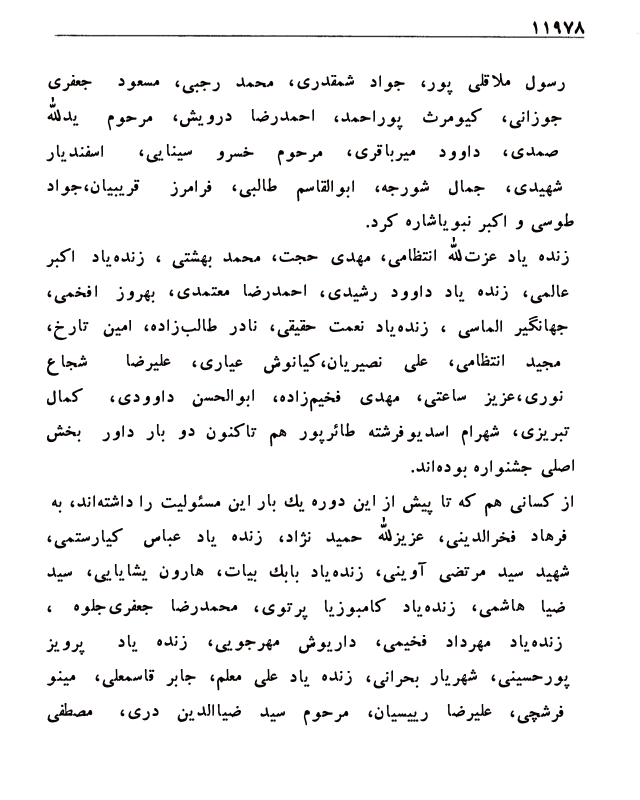 ۱۱۹۷۸
رسول ملاقلی پور، جواد شمقدری، محمد رجبی، مسعود جعفری
جوزانی، کیومرث پوراحمد، احمدرضا درویش، مرحوم یدالله
صمدی، داوود میرباقری، مرحوم خسرو سینایی، اسفندیار
شهیدی، جمال شورجه، ابوالقاسم طالبی، فرامرز قریبیان،جواد
طوسی و اکبر نبویاشاره کرد.
زنده یاد عزت‌الله انتظامی، مهدی حجت، محمد بهشتی ، زنده‌یاد اکبر
عالمی، زنده یاد داوود رشیدی، احمدرضا معتمدی، بهروز افخمی،
جهانگیر الماسی ، زنده‌یاد نعمت حقیقی، نادر طالب‌زاده، امین تارخ،
مجید انتظامی، علی نصیریان،کیانوش عیاری، علیرضا شجاع
نوری،عزیز ساعتی، مهدی فخیم‌زاده، ابوالحسن داوودی، کمال
تبریزی، شهرام اسدیوفرشته طائرپور هم تاکنون دو بار داور بخش
اصلی جشنواره بوده‌اند.
از کسانی هم که تا پیش از این دوره یك بار این مسئولیت را داشته‌اند، به
فرهاد فخرالدینی، عزیزالله حمید نژاد، زنده یاد عباس کیارستمی،
شهید سید مرتضی آوینی، زنده‌یاد بابك بیات، هارون یشایایی، سید
ضیا هاشمی، زنده‌یاد کامبوزیا پرتوی، محمدرضا جعفری‌جلوه ،
زنده‌یاد مهرداد فخیمی، داریوش مهرجویی، زنده یاد پرویز
پورحسینی، شهریار بحرانی، زنده یاد علی معلم، جابر قاسمعلی، مینو
فرشچی، علیرضا رییسیان، مرحوم سید ضیاالدین دری، مصطفی